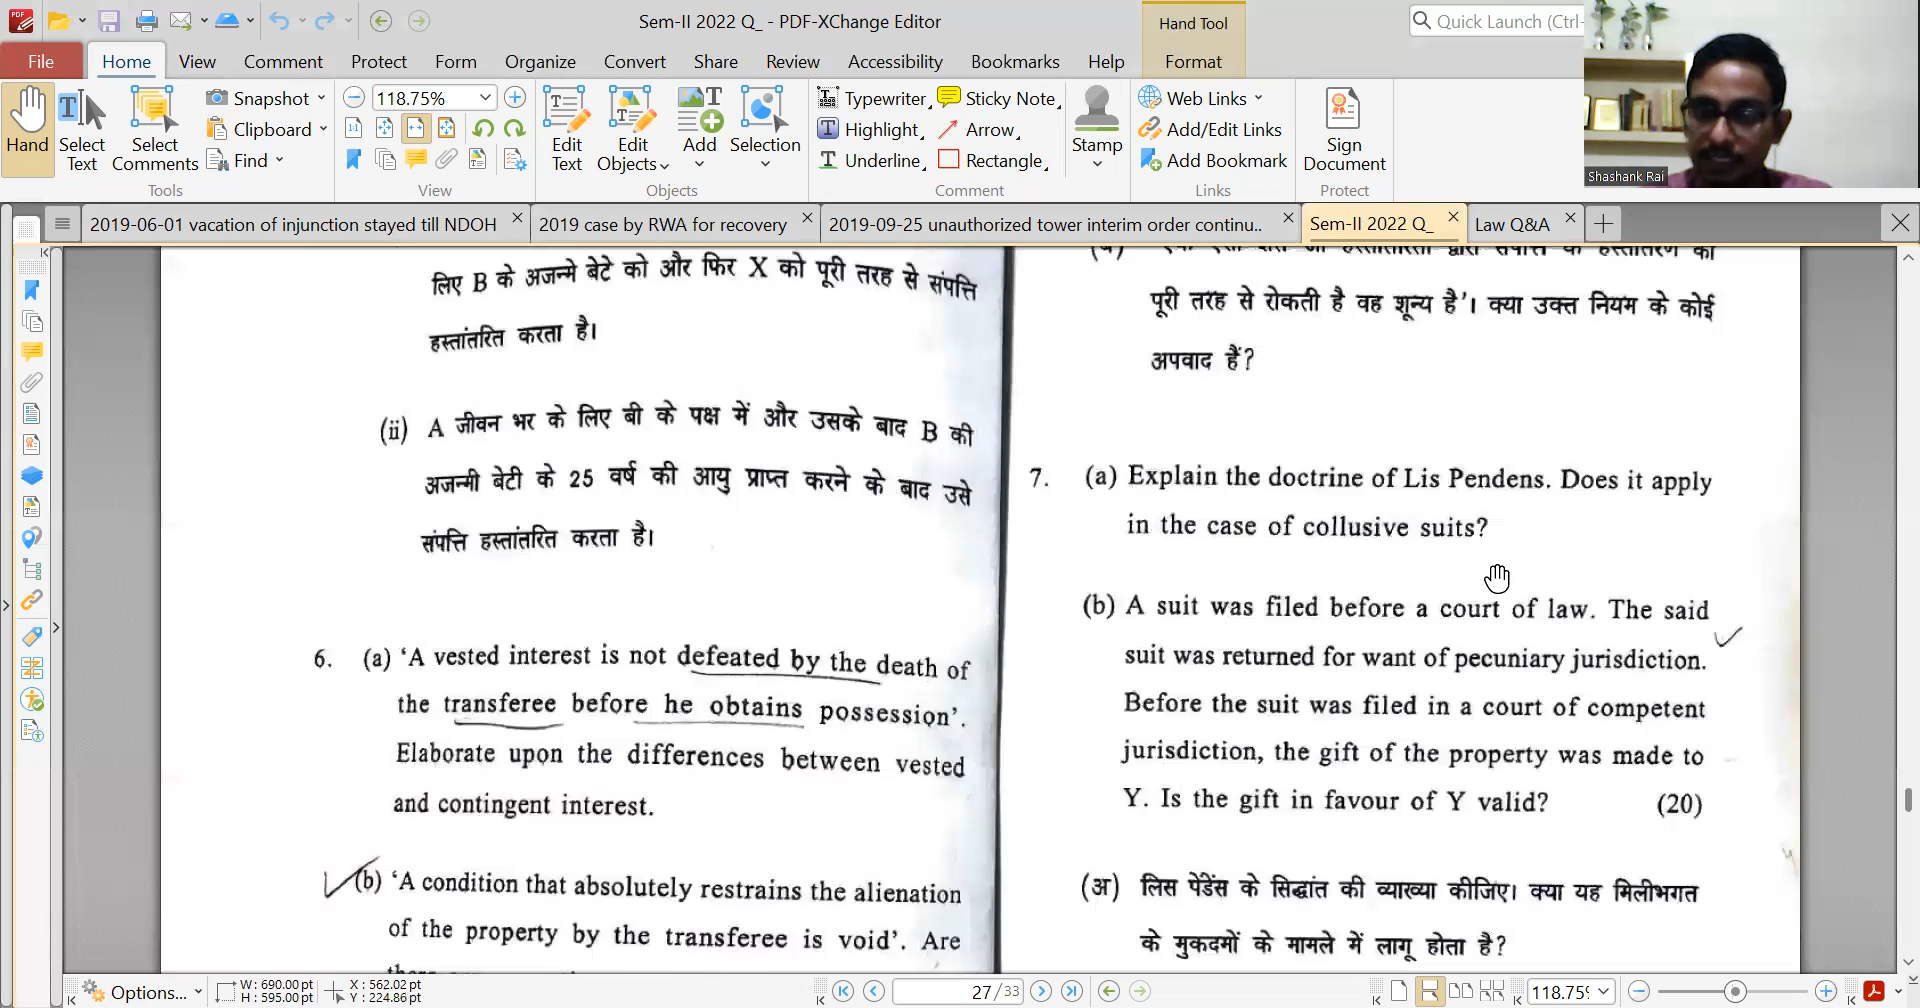 Sem-II 2022 Q_ - PDF-XChange Editor
Hand Tool
Quick Launch (Ctrl-
File
Home
View
Comment
Protect
Form
Organize
Convert
Share
Review
Accessibility
Bookmarks
Help
Format
Hand
Select Text
Select Comments
Snapshot
Clipboard
Find
Tools
118.75%
View
Edit Text
Edit Objects
Add
Selection
Objects
Typewriter
Highlight
Underline
Sticky Note
Arrow
Rectangle
Comment
Stamp
Web Links
Add/Edit Links
Add Bookmark
Links
Sign Document
Protect
Shashank Rai
2019-06-01 vacation of injunction stayed till NDOH
2019 case by RWA for recovery
2019-09-25 unauthorized tower interim order continu..
Sem-II 2022 Q_
Law Q&A
लिए B के अजन्मे बेटे को और फिर X को पूरी तरह से संपत्ति
हस्तांतरित करता है।
(ii) A जीवन भर के लिए बी के पक्ष में और उसके बाद B की
अजन्मी बेटी के 25 वर्ष की आयु प्राप्त करने के बाद उसे
संपत्ति हस्तांतरित करता है।
6. (a) ‘A vested interest is not defeated by the death of
the transferee before he obtains possession’.
Elaborate upon the differences between vested
and contingent interest.
(b) ‘A condition that absolutely restrains the alienation
of the property by the transferee is void’. Are
पूरी तरह से रोकती है वह शून्य है’। क्या उक्त नियम के कोई
अपवाद हैं?
7. (a) Explain the doctrine of Lis Pendens. Does it apply
in the case of collusive suits?
(b) A suit was filed before a court of law. The said
suit was returned for want of pecuniary jurisdiction.
Before the suit was filed in a court of competent
jurisdiction, the gift of the property was made to
Y. Is the gift in favour of Y valid? (20)
(अ) लिस पेंडेंस के सिद्धांत की व्याख्या कीजिए। क्या यह मिलीभगत
के मुकदमों के मामले में लागू होता है?
Options...
W: 690.00 pt
H: 595.00 pt
X: 562.02 pt
Y: 224.86 pt
27 / 33
118.75%